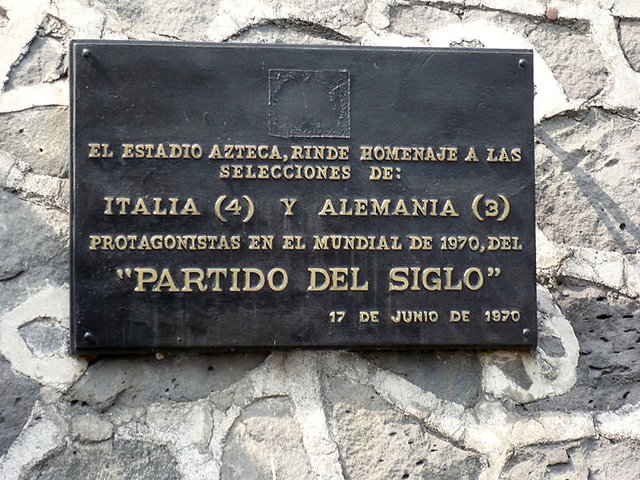 EL ESTADIO AZTECA, RINDE HOMENAJE A LAS
SELECCIONES DE:
ITALIA (4) Y ALEMANIA (3)
PROTAGONISTAS EN EL MUNDIAL DE 1970, DEL
"PARTIDO DEL SIGLO"
17 DE JUNIO DE 1970